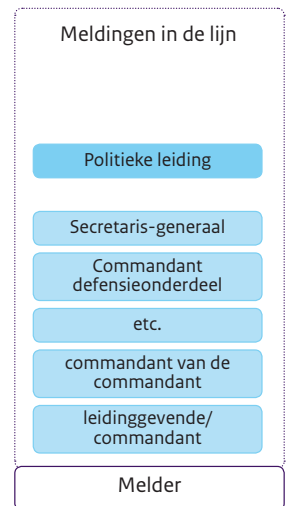 Meldingen in de lijn
Politieke leiding
Secretaris-generaal
Commandant
defensieonderdeel
etc.
commandant van de
commandant
leidinggevende/
commandant
Melder